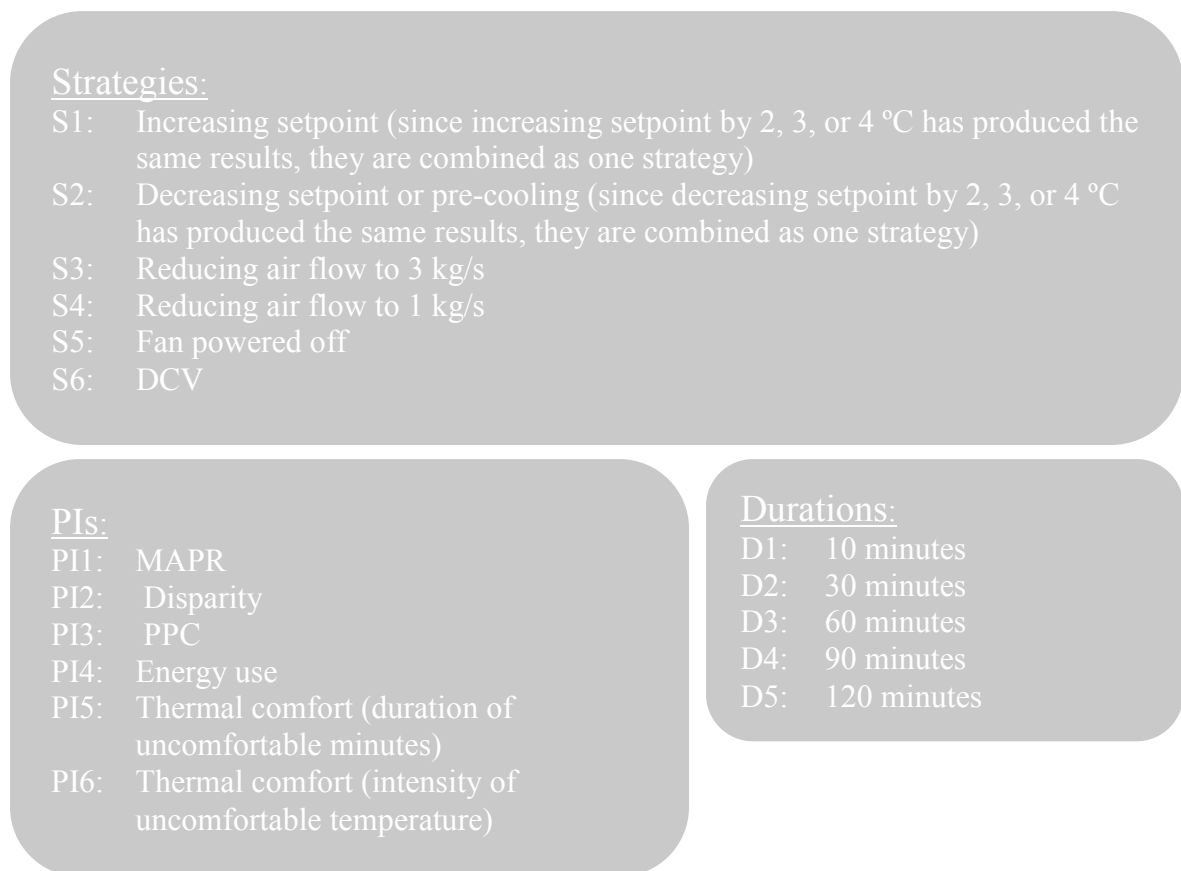 Strategies:
S1: Increasing setpoint (since increasing setpoint by 2, 3, or 4 ºC has produced the
same results, they are combined as one strategy)
S2: Decreasing setpoint or pre-cooling (since decreasing setpoint by 2, 3, or 4 ºC
has produced the same results, they are combined as one strategy)
S3: Reducing air flow to 3 kg/s
S4: Reducing air flow to 1 kg/s
S5: Fan powered off
S6: DCV
PIs:
PI1: MAPR
PI2: Disparity
PI3: PPC
PI4: Energy use
PI5: Thermal comfort (duration of
uncomfortable minutes)
PI6: Thermal comfort (intensity of
uncomfortable temperature)
Durations:
D1: 10 minutes
D2: 30 minutes
D3: 60 minutes
D4: 90 minutes
D5: 120 minutes